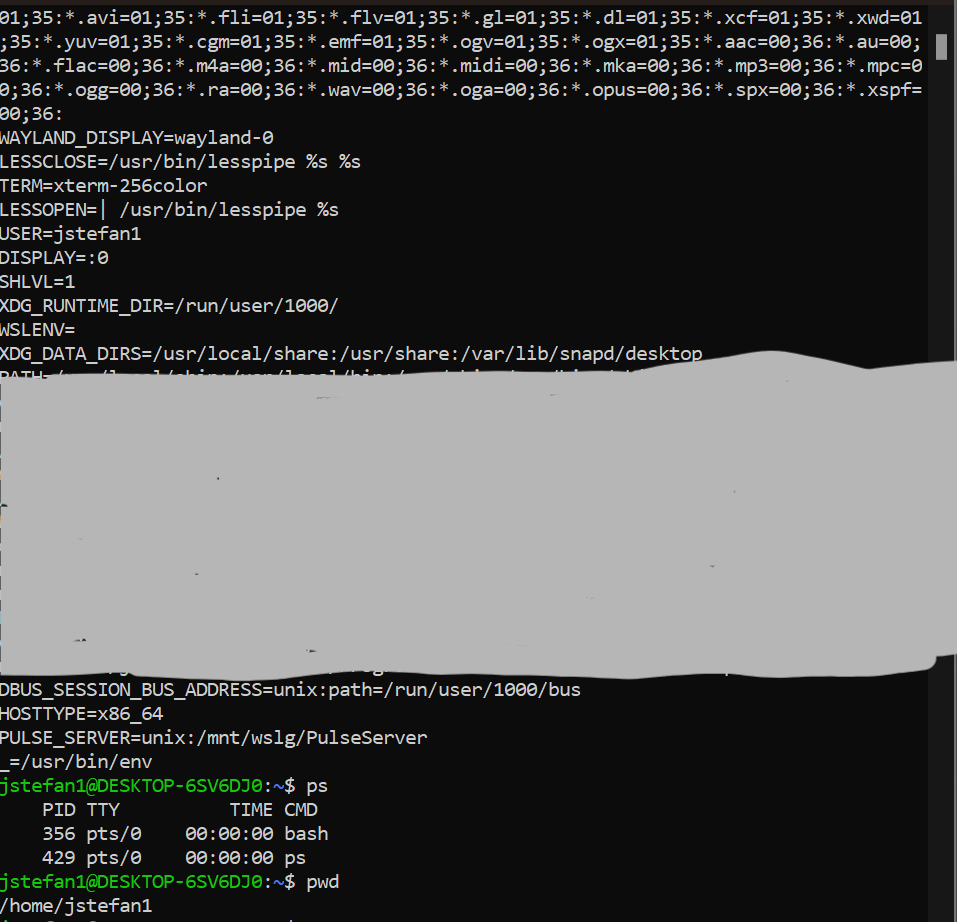 01;35:*.avi=01;35:*.fli=01;35:*.flv=01;35:*.gl=01;35:*.dl=01;35:*.xcf=01;35:*.xwd=01
;35:*.yuv=01;35:*.cgm=01;35:*.emf=01;35:*.ogv=01;35:*.ogx=01;35:*.aac=00;36:*.au=00;
36:*.flac=00;36:*.m4a=00;36:*.mid=00;36:*.midi=00;36:*.mka=00;36:*.mp3=00;36:*.mpc=0
0;36:*.ogg=00;36:*.ra=00;36:*.wav=00;36:*.oga=00;36:*.opus=00;36:*.spx=00;36:*.xspf=
00;36:
WAYLAND_DISPLAY=wayland-0
LESSCLOSE=/usr/bin/lesspipe %s %s
TERM=xterm-256color
LESSOPEN=| /usr/bin/lesspipe %s
USER=jstefan1
DISPLAY=:0
SHLVL=1
XDG_RUNTIME_DIR=/run/user/1000/
WSLENV=
XDG_DATA_DIRS=/usr/local/share:/usr/share:/var/lib/snapd/desktop
DBUS_SESSION_BUS_ADDRESS=unix:path=/run/user/1000/bus
HOSTTYPE=x86_64
PULSE_SERVER=unix:/mnt/wslg/PulseServer
_=/usr/bin/env
jstefan1@DESKTOP-6SV6DJ0:~$ ps
PID TTY TIME CMD
356 pts/0 00:00:00 bash
429 pts/0 00:00:00 ps
jstefan1@DESKTOP-6SV6DJ0:~$ pwd
/home/jstefan1